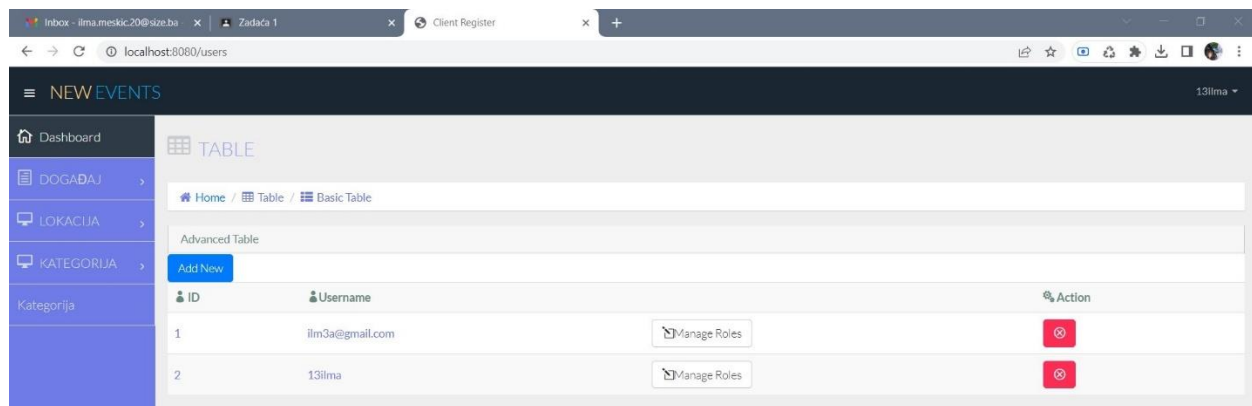 Inbox - ilma.meskic.20@size.ba
Zadaća 1
Client Register
localhost:8080/users
NEW EVENTS
13ilma
Dashboard
TABLE
DOGAĐAJ
Home / Table / Basic Table
LOKACIJA
Advanced Table
KATEGORIJA
Add New
Kategorija
ID Username Action
1 ilm3a@gmail.com Manage Roles
2 13ilma Manage Roles